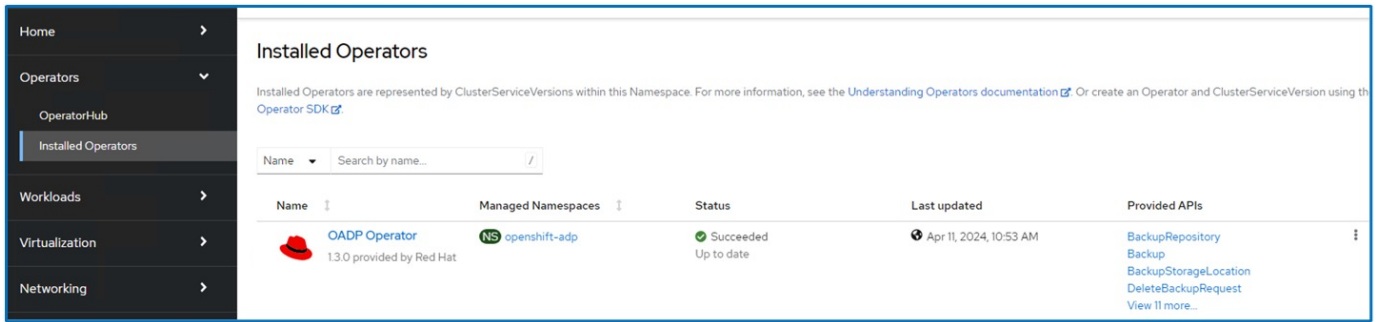 Home
Operators
OperatorHub
Installed Operators
Workloads
Virtualization
Networking
Installed Operators
Installed Operators are represented by ClusterServiceVersions within this Namespace. For more information, see the Understanding Operators documentation. Or create an Operator and ClusterServiceVersion using th
Operator SDK.
Name Search by name... /
Name Managed Namespaces Status Last updated Provided APIs
OADP Operator NS openshift-adp Succeeded Apr 11, 2024, 10:53 AM BackupRepository
1.3.0 provided by Red Hat Up to date Backup
BackupStorageLocation
DeleteBackupRequest
View 11 more...